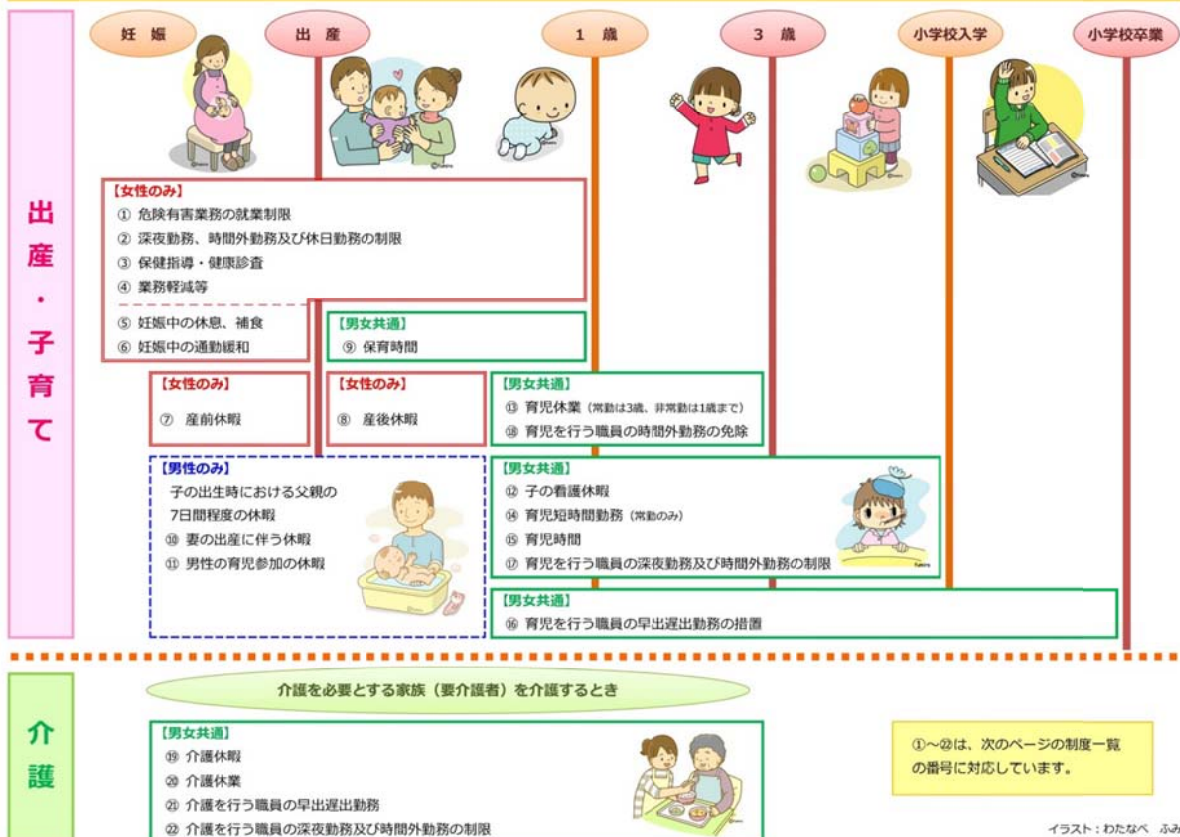 妊 娠
出 産
1 歳
3 歳
小学校入学
小学校卒業
出産・子育て
【女性のみ】
① 危険有害業務の就業制限
② 深夜勤務、時間外勤務及び休日勤務の制限
③ 保健指導・健康診査
④ 業務軽減等
⑤ 妊娠中の休息、補食
⑥ 妊娠中の通勤緩和
【男女共通】
⑨ 保育時間
【女性のみ】
⑦ 産前休暇
【女性のみ】
⑧ 産後休暇
【男女共通】
⑬ 育児休業（常勤は3歳、非常勤は1歳まで）
⑱ 育児を行う職員の時間外勤務の免除
【男性のみ】
子の出生時における父親の
7日間程度の休暇
⑩ 妻の出産に伴う休暇
⑪ 男性の育児参加の休暇
【男女共通】
⑫ 子の看護休暇
⑭ 育児短時間勤務（常勤のみ）
⑮ 育児時間
⑰ 育児を行う職員の深夜勤務及び時間外勤務の制限
【男女共通】
⑯ 育児を行う職員の早出遅出勤務の措置
介護
介護を必要とする家族（要介護者）を介護するとき
【男女共通】
⑲ 介護休暇
⑳ 介護休業
㉑ 介護を行う職員の早出遅出勤務
㉒ 介護を行う職員の深夜勤務及び時間外勤務の制限
①～㉒は、次のページの制度一覧
の番号に対応しています。
イラスト：わたなべ ふみ